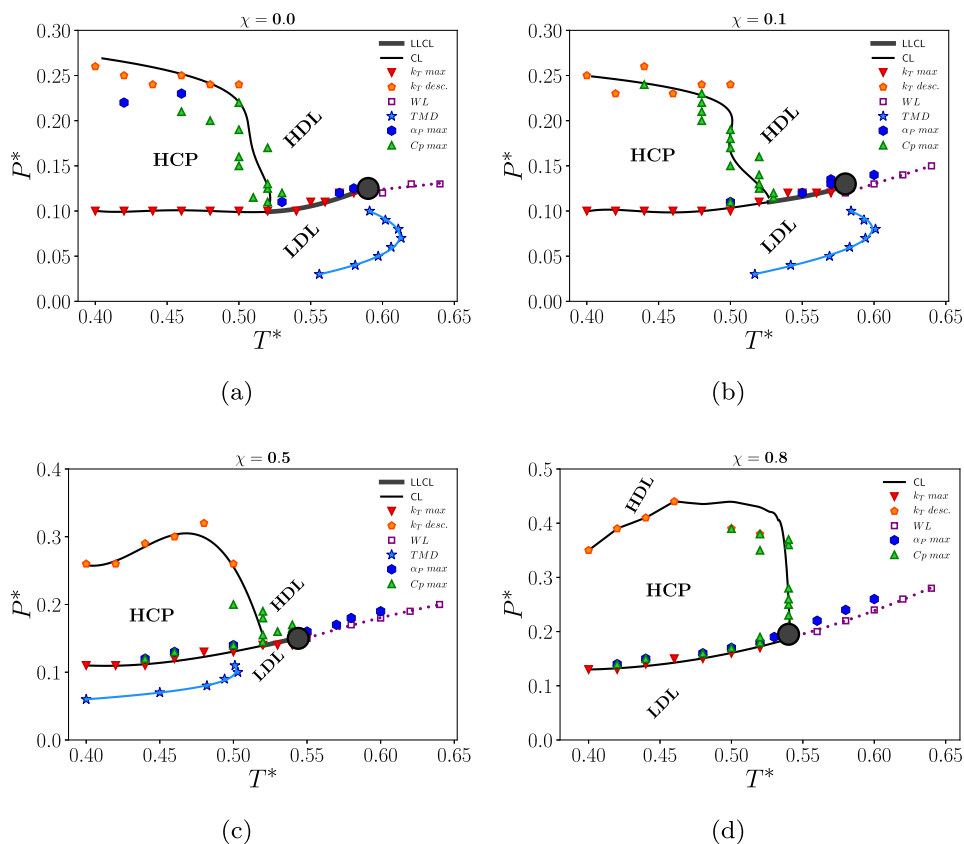 χ = 0.0
P*
0.30
0.25
0.20
0.15
0.10
0.05
0.00
0.40 0.45 0.50 0.55 0.60 0.65
T*
HCP
HDL
LDL
LLCL
CL
k_T max
k_T desc.
WL
TMD
α_P max
Cp max
(a)
χ = 0.1
P*
0.30
0.25
0.20
0.15
0.10
0.05
0.00
0.40 0.45 0.50 0.55 0.60 0.65
T*
HCP
HDL
LDL
LLCL
CL
k_T max
k_T desc.
WL
TMD
α_P max
Cp max
(b)
χ = 0.5
P*
0.4
0.3
0.2
0.1
0.0
0.40 0.45 0.50 0.55 0.60 0.65
T*
HCP
HDL
LDL
LLCL
CL
k_T max
k_T desc.
WL
TMD
α_P max
Cp max
(c)
χ = 0.8
P*
0.5
0.4
0.3
0.2
0.1
0.0
0.40 0.45 0.50 0.55 0.60 0.65
T*
HDL
HCP
LDL
CL
k_T max
k_T desc.
WL
α_P max
Cp max
(d)